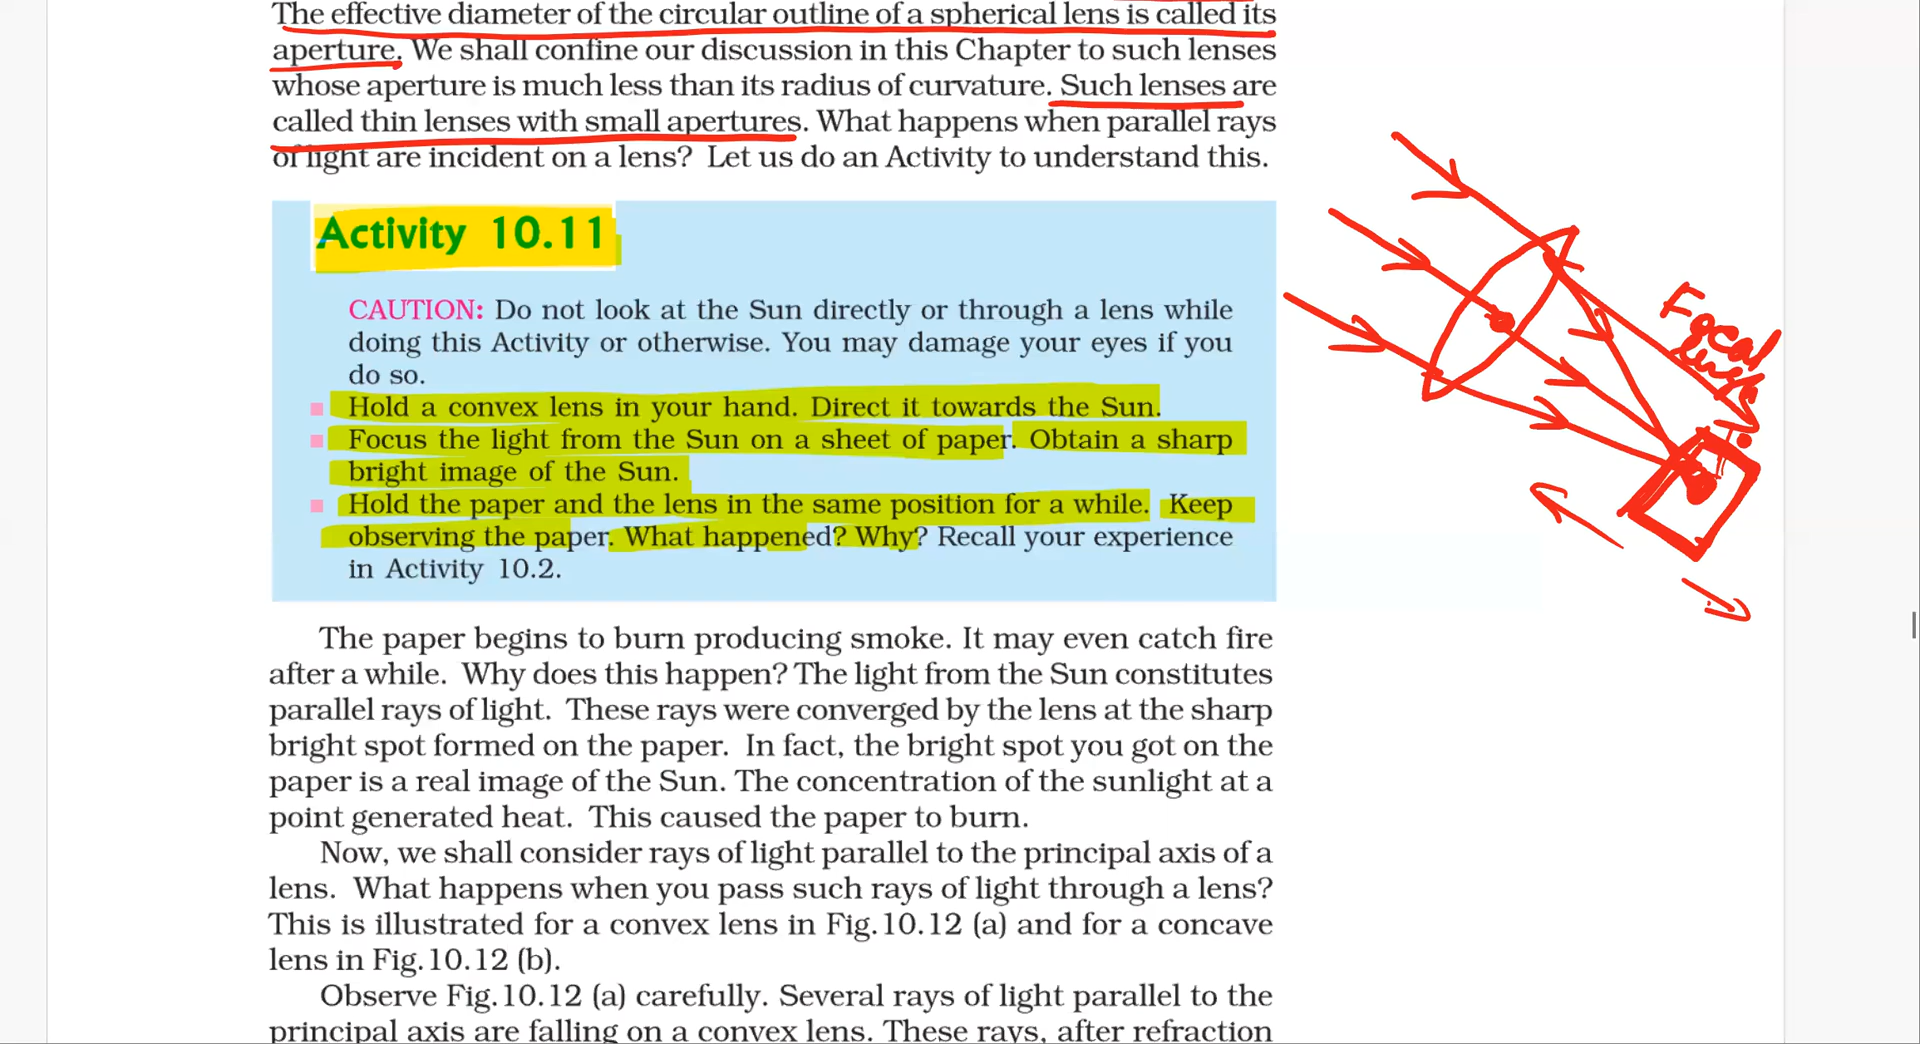 The effective diameter of the circular outline of a spherical lens is called its
aperture. We shall confine our discussion in this Chapter to such lenses
whose aperture is much less than its radius of curvature. Such lenses are
called thin lenses with small apertures. What happens when parallel rays
of light are incident on a lens? Let us do an Activity to understand this.
Activity 10.11
CAUTION: Do not look at the Sun directly or through a lens while
doing this Activity or otherwise. You may damage your eyes if you
do so.
Hold a convex lens in your hand. Direct it towards the Sun.
Focus the light from the Sun on a sheet of paper. Obtain a sharp
bright image of the Sun.
Hold the paper and the lens in the same position for a while. Keep
observing the paper. What happened? Why? Recall your experience
in Activity 10.2.
The paper begins to burn producing smoke. It may even catch fire
after a while. Why does this happen? The light from the Sun constitutes
parallel rays of light. These rays were converged by the lens at the sharp
bright spot formed on the paper. In fact, the bright spot you got on the
paper is a real image of the Sun. The concentration of the sunlight at a
point generated heat. This caused the paper to burn.
Now, we shall consider rays of light parallel to the principal axis of a
lens. What happens when you pass such rays of light through a lens?
This is illustrated for a convex lens in Fig.10.12 (a) and for a concave
lens in Fig.10.12 (b).
Observe Fig.10.12 (a) carefully. Several rays of light parallel to the
principal axis are falling on a convex lens. These rays, after refraction
Focal